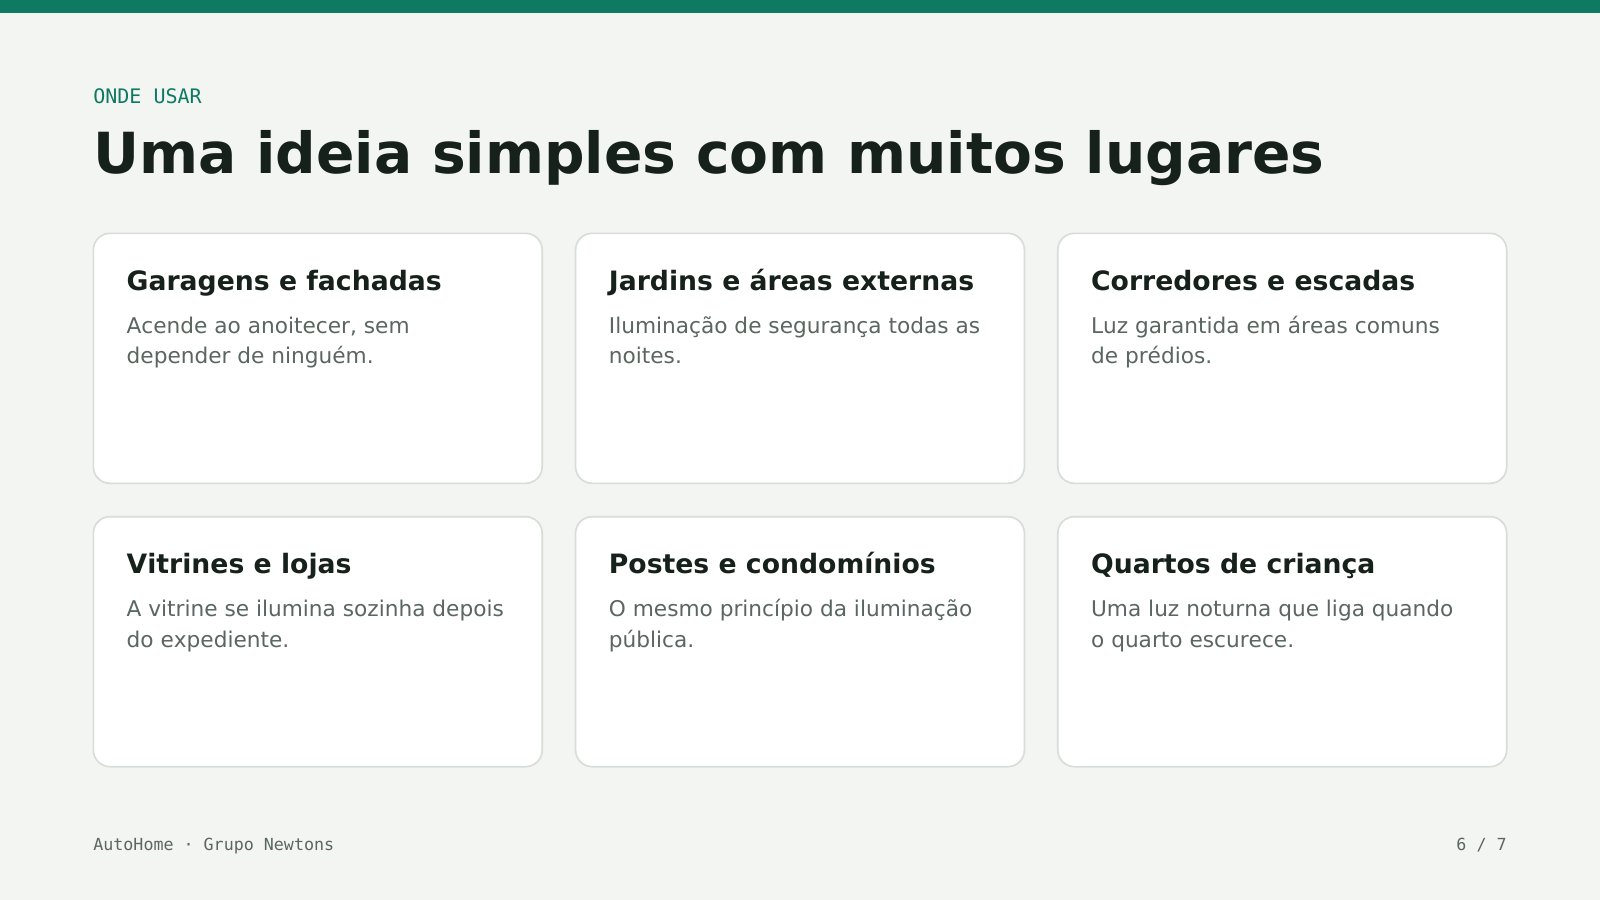 ONDE USAR
Uma ideia simples com muitos lugares
Garagens e fachadas
Acende ao anoitecer, sem
depender de ninguém.
Jardins e áreas externas
Iluminação de segurança todas as
noites.
Corredores e escadas
Luz garantida em áreas comuns
de prédios.
Vitrines e lojas
A vitrine se ilumina sozinha depois
do expediente.
Postes e condomínios
O mesmo princípio da iluminação
pública.
Quartos de criança
Uma luz noturna que liga quando
o quarto escurece.
AutoHome · Grupo Newtons
6 / 7